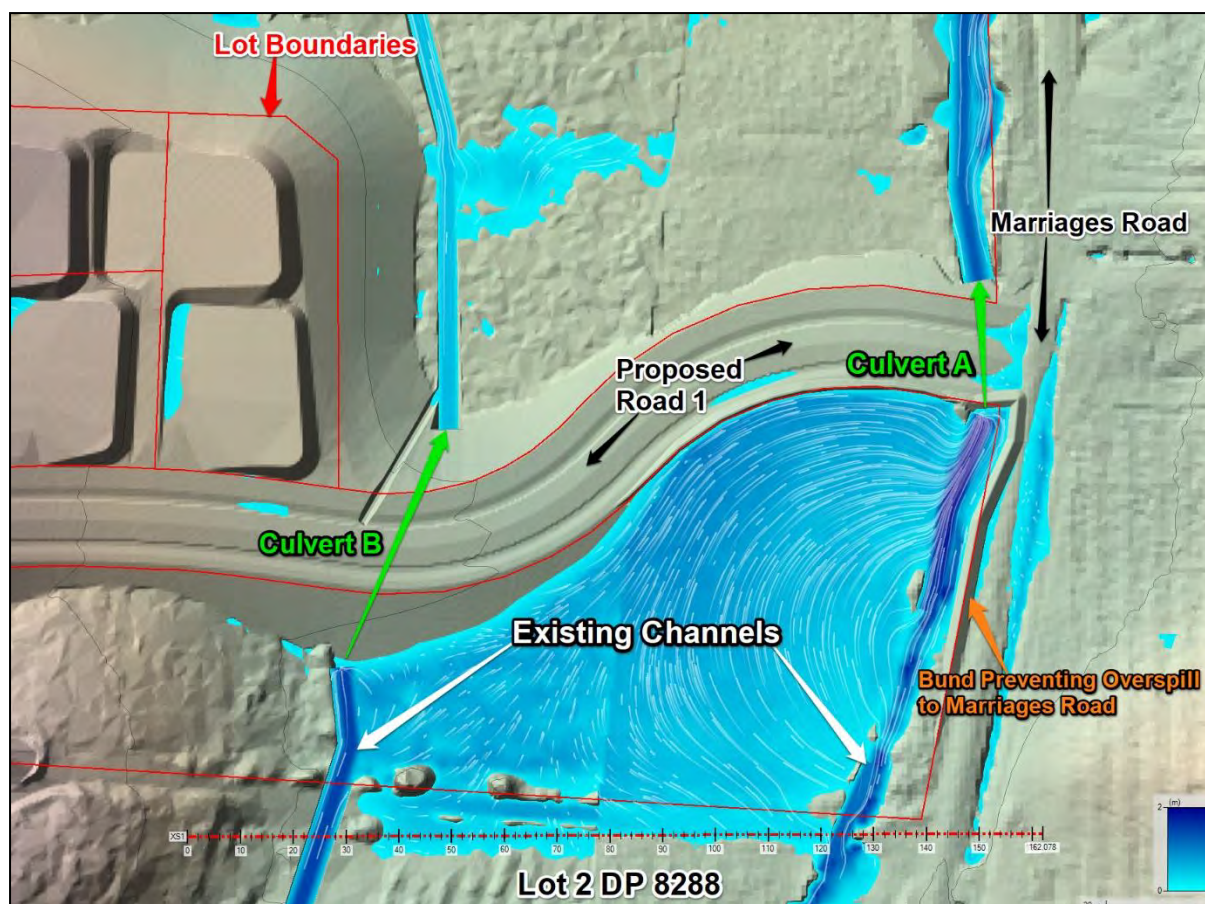 Lot Boundaries
Marriages Road
Proposed
Road 1
Culvert A
Culvert B
Existing Channels
Bund Preventing Overspill
to Marriages Road
XS1
0 10 20 30 40 50 60 70 80 90 100 110 120 130 140 150 162.078
Lot 2 DP 8288
(m)
2
0